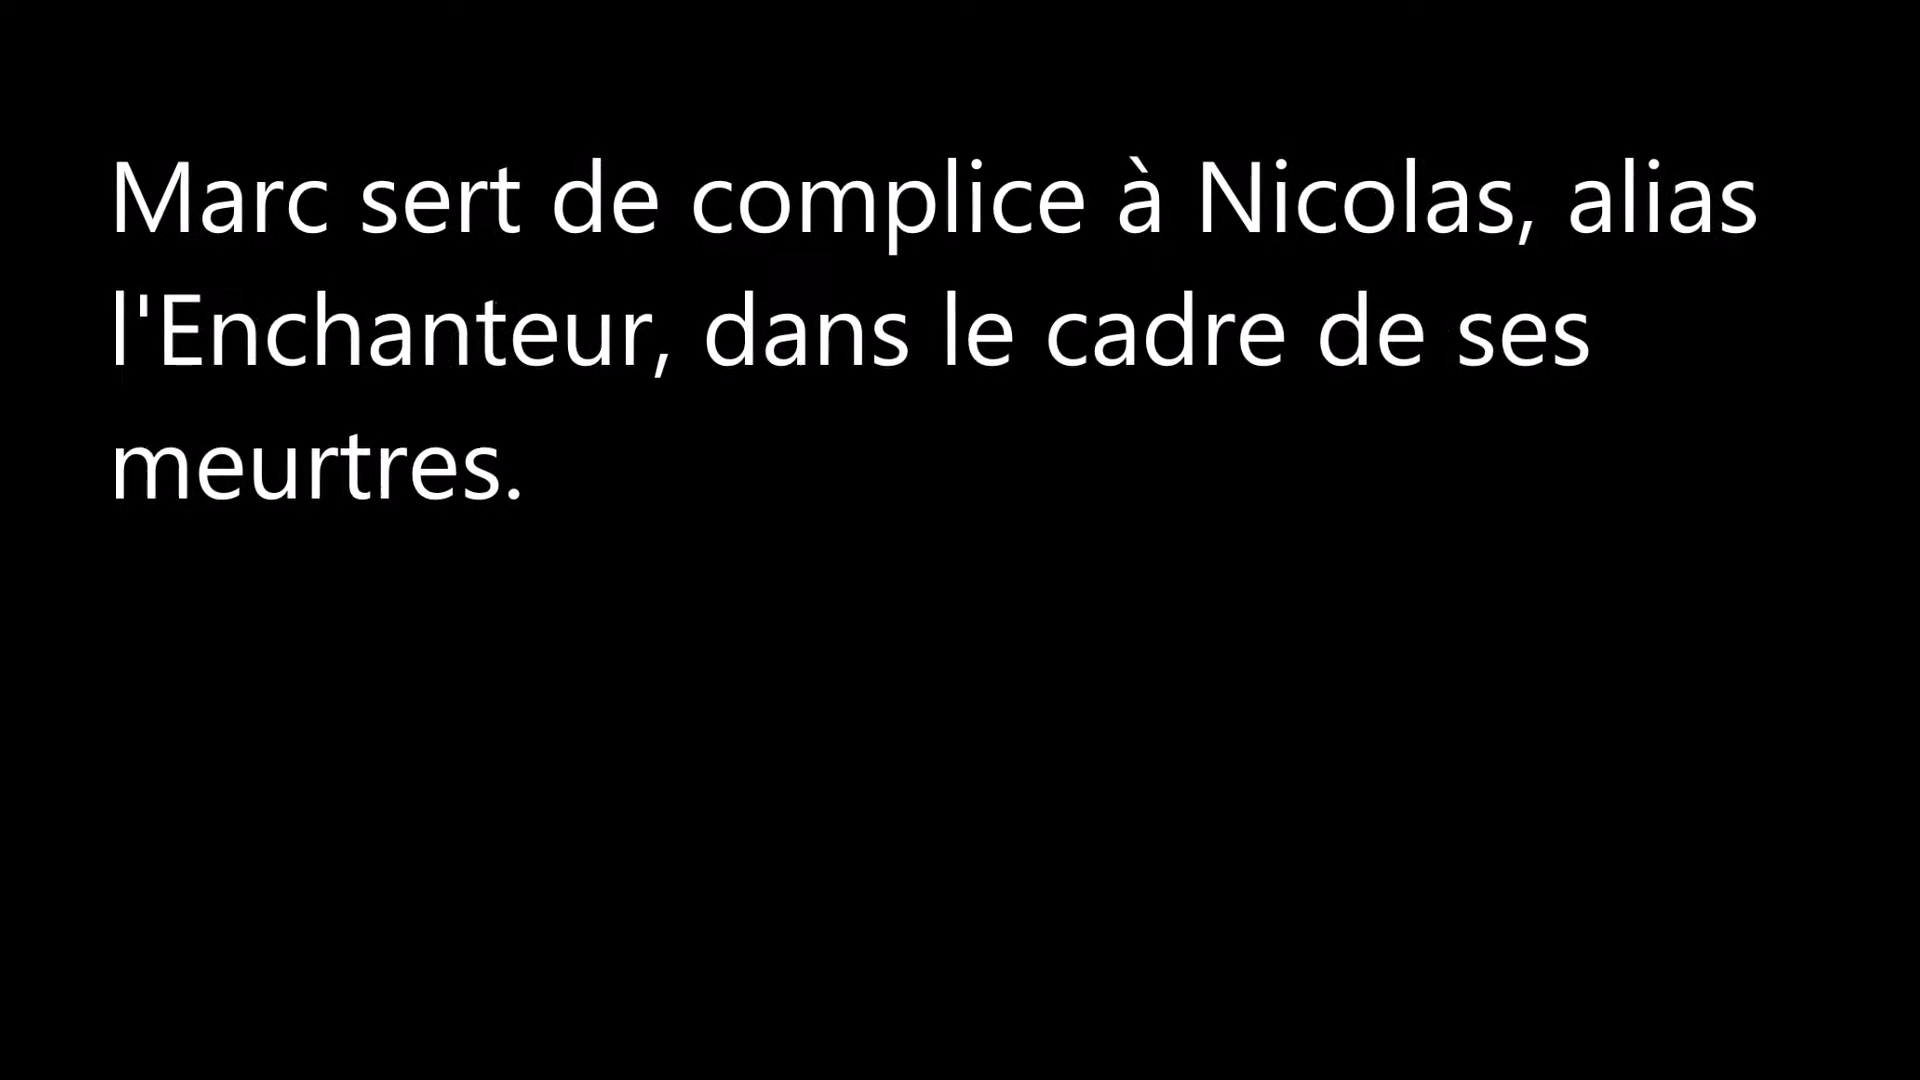 Marc sert de complice à Nicolas, alias
l'Enchanteur, dans le cadre de ses
meurtres.